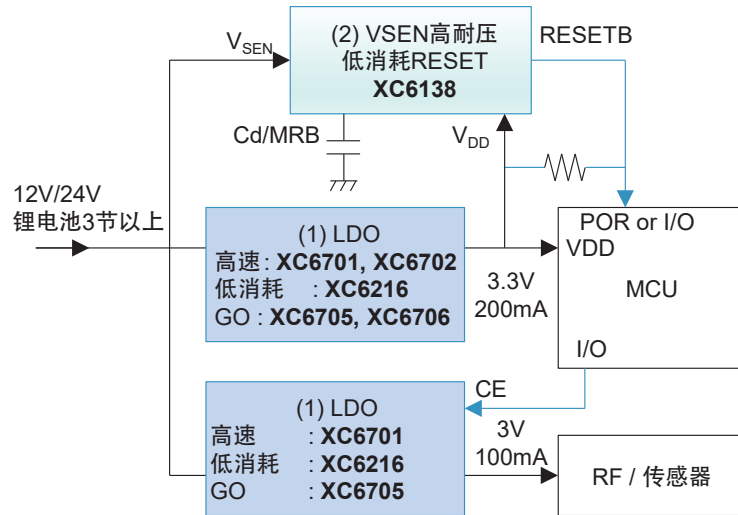 (2) VSEN高耐压
低消耗RESET
XC6138
V_SEN
RESETB
Cd/MRB
V_DD
12V/24V
锂电池3节以上
(1) LDO
高速 : XC6701, XC6702
低消耗 : XC6216
GO : XC6705, XC6706
3.3V
200mA
POR or I/O
VDD
MCU
I/O
CE
(1) LDO
高速 : XC6701
低消耗 : XC6216
GO : XC6705
3V
100mA
RF / 传感器